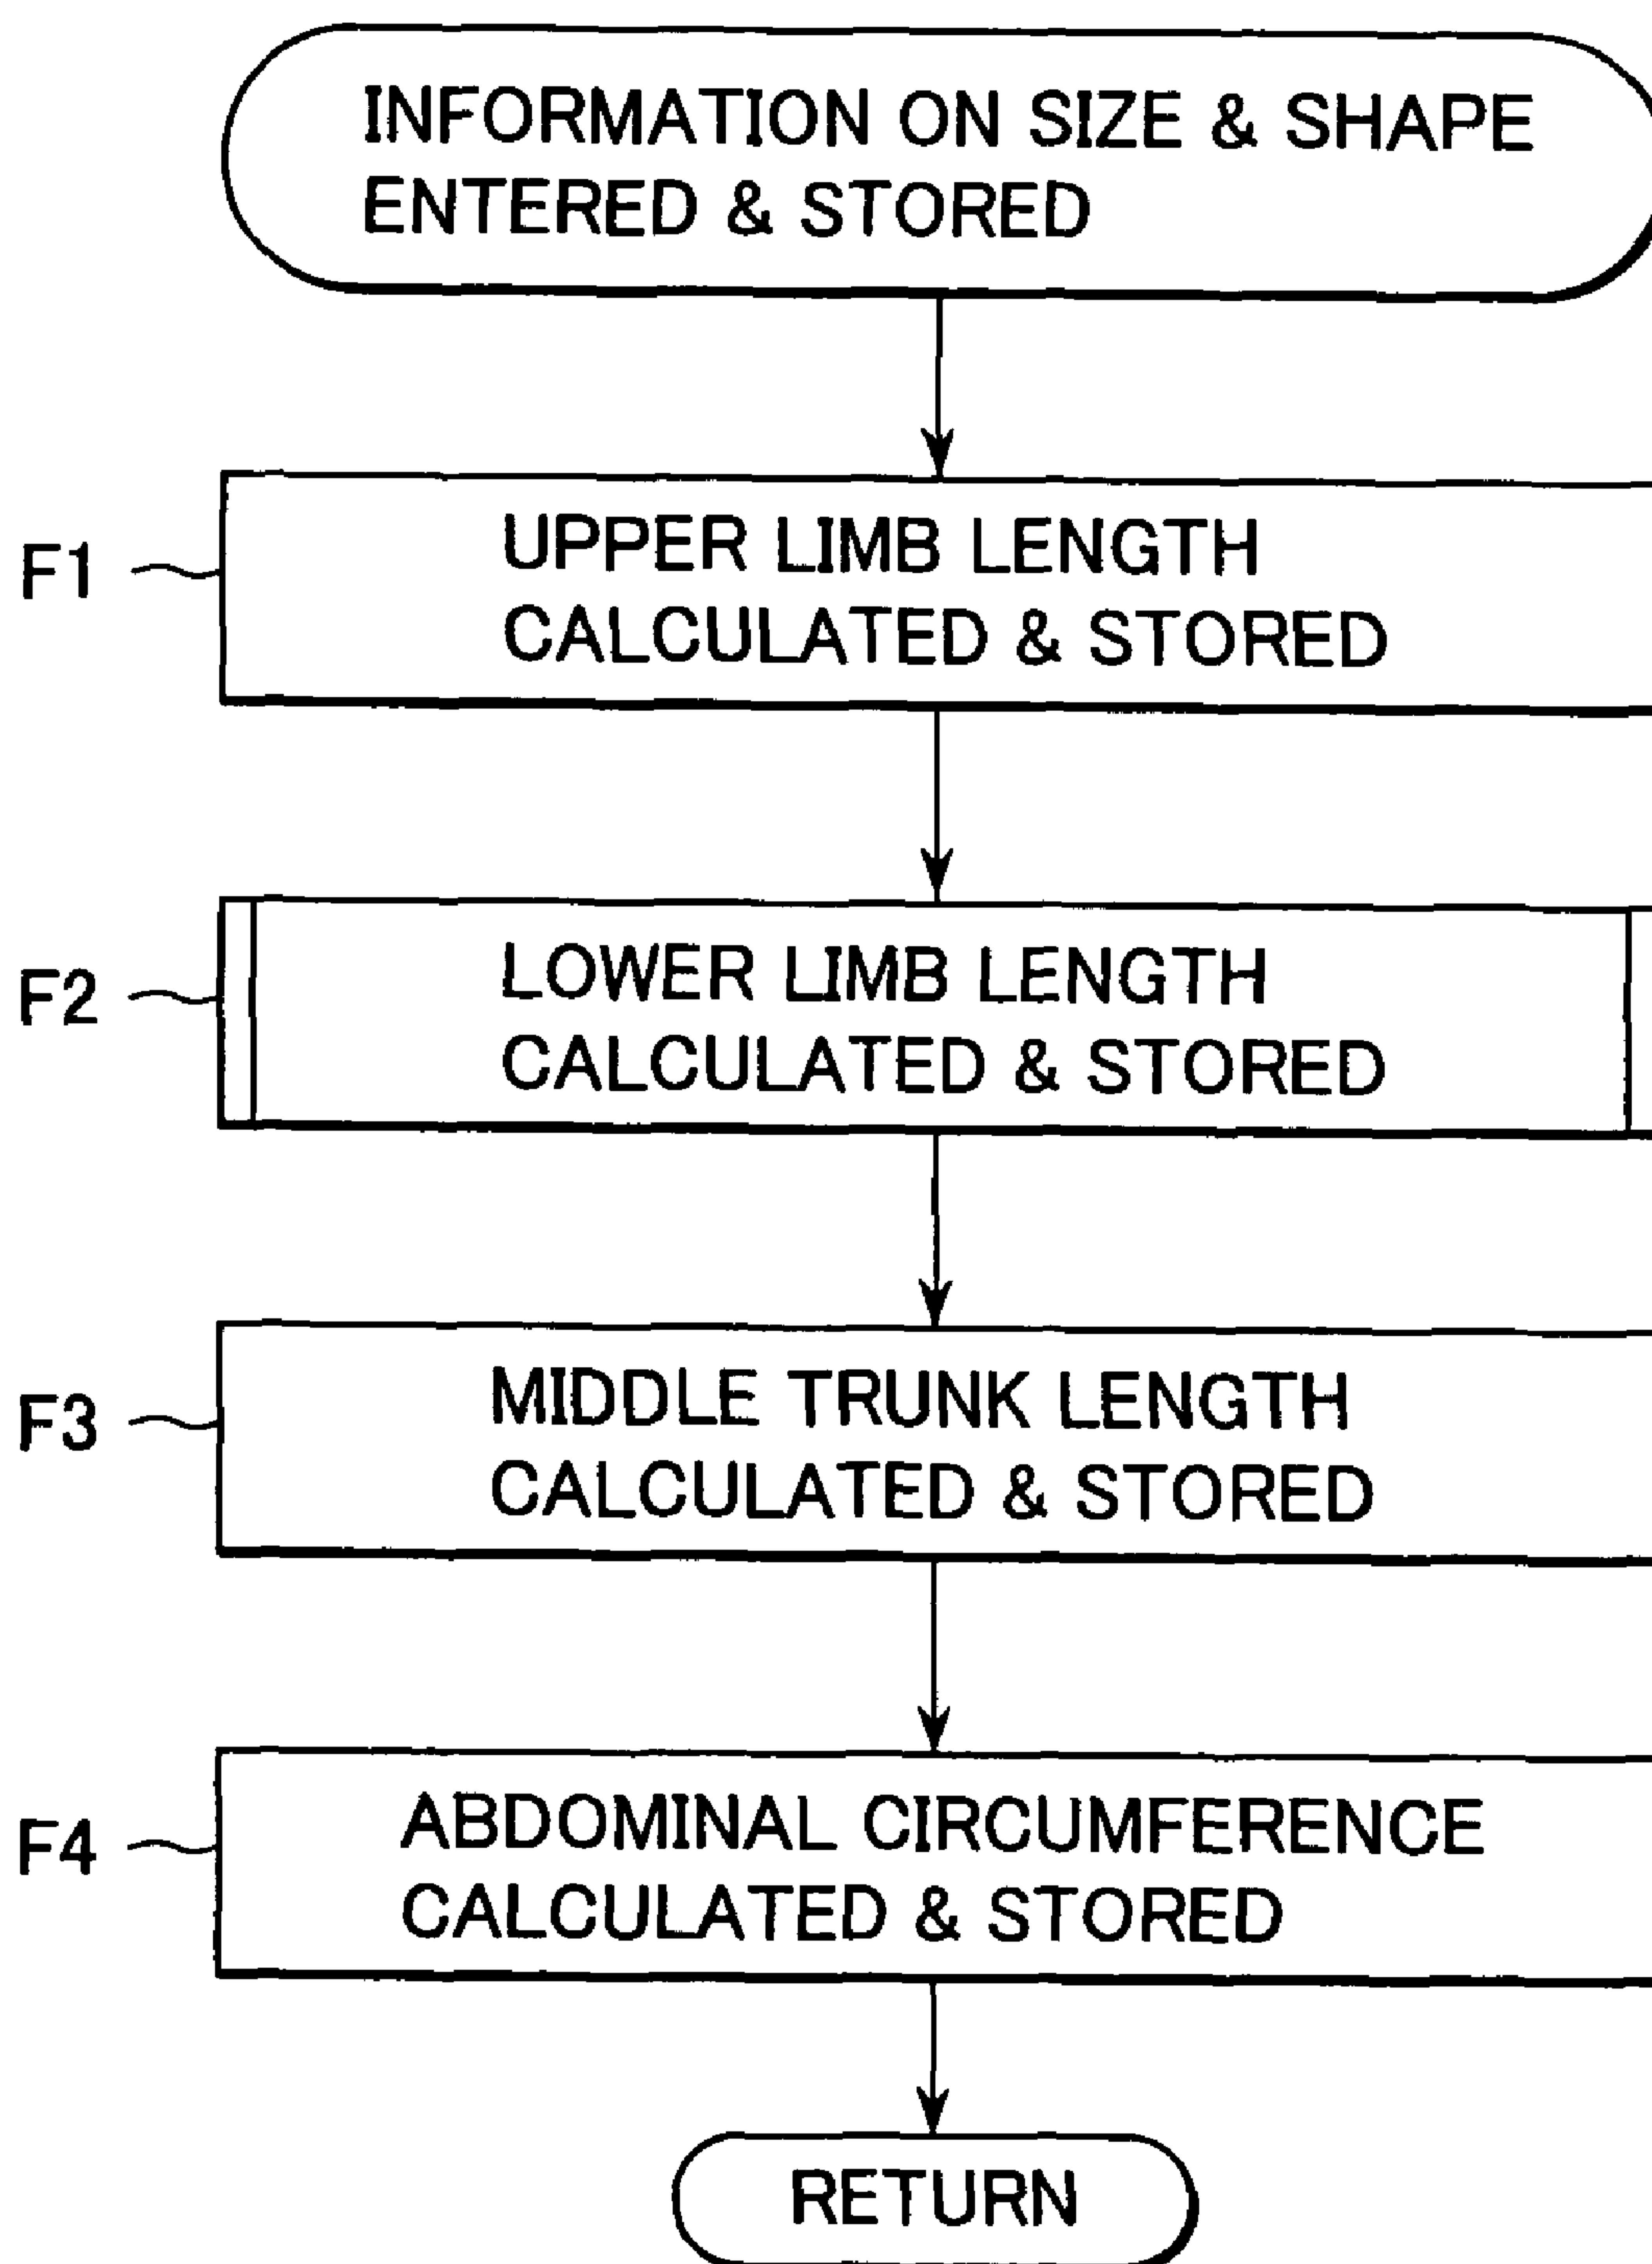 INFORMATION ON SIZE & SHAPE
ENTERED & STORED
F1
UPPER LIMB LENGTH
CALCULATED & STORED
F2
LOWER LIMB LENGTH
CALCULATED & STORED
F3
MIDDLE TRUNK LENGTH
CALCULATED & STORED
F4
ABDOMINAL CIRCUMFERENCE
CALCULATED & STORED
RETURN